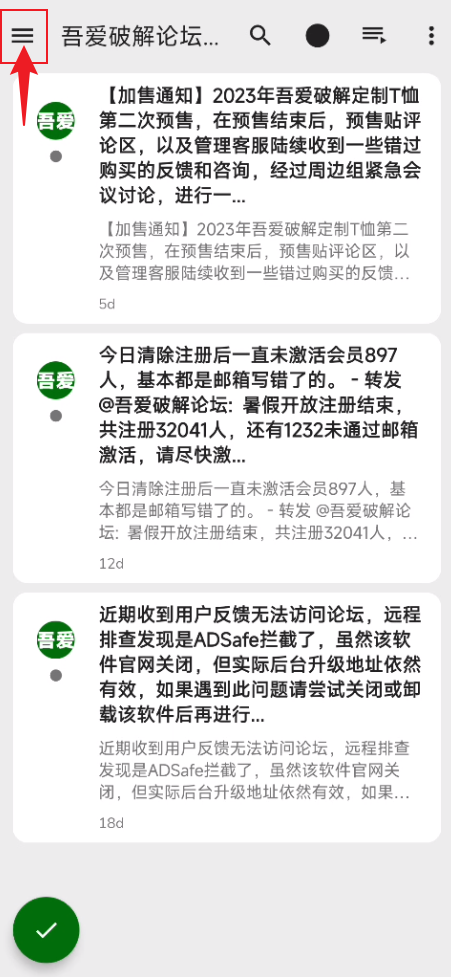 吾爱破解论坛...
【加售通知】2023年吾爱破解定制T恤
第二次预售，在预售结束后，预售贴评
论区，以及管理客服陆续收到一些错过
购买的反馈和咨询，经过周边组紧急会
议讨论，进行一...
吾爱
【加售通知】2023年吾爱破解定制T恤第二
次预售，在预售结束后，预售贴评论区，以
及管理客服陆续收到一些错过购买的反馈…
5d
今日清除注册后一直未激活会员897
人，基本都是邮箱写错了的。 - 转发
@吾爱破解论坛: 暑假开放注册结束，
共注册32041人，还有1232未通过邮箱
激活，请尽快激...
吾爱
今日清除注册后一直未激活会员897人，基
本都是邮箱写错了的。 - 转发 @吾爱破解论
坛: 暑假开放注册结束，共注册32041人，…
12d
近期收到用户反馈无法访问论坛，远程
排查发现是ADSafe拦截了，虽然该软
件官网关闭，但实际后台升级地址依然
有效，如果遇到此问题请尝试关闭或卸
载该软件后再进行...
吾爱
近期收到用户反馈无法访问论坛，远程排查
发现是ADSafe拦截了，虽然该软件官网关
闭，但实际后台升级地址依然有效，如果…
18d